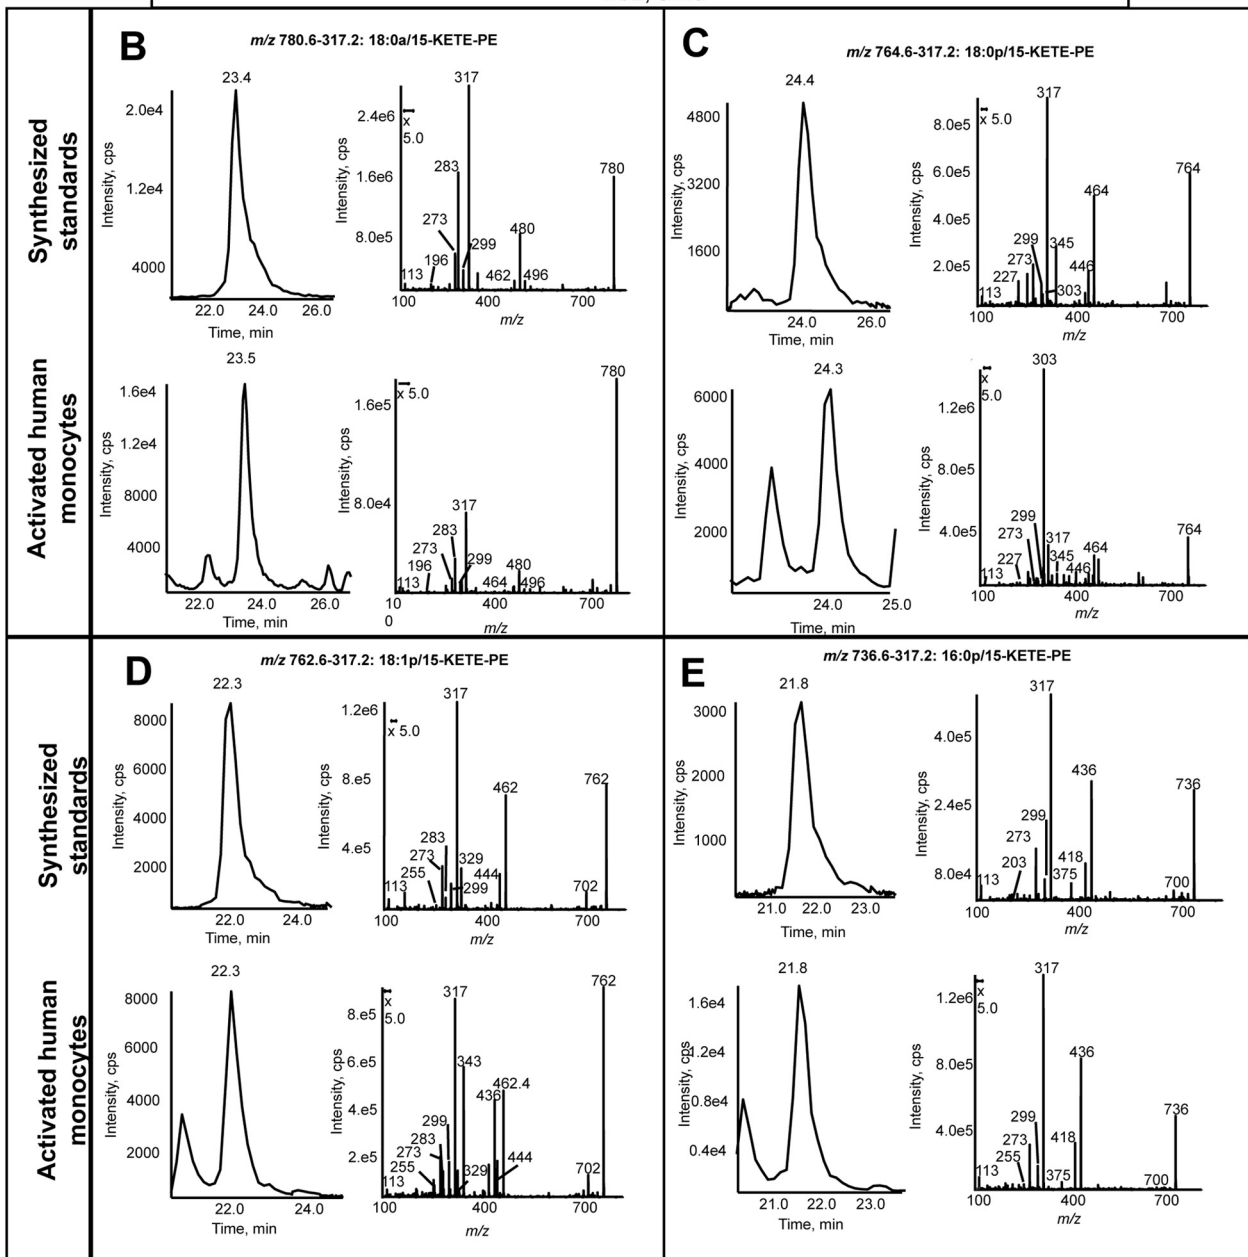 B
m/z 780.6-317.2: 18:0a/15-KETE-PE
Synthesized
standards
23.4
2.0e4
1.2e4
4000
Intensity, cps
22.0 24.0 26.0
Time, min
317
2.4e6
x
5.0
1.6e6
8.0e5
Intensity, cps
283
780
273
480
299
196
113
462
496
100 400 700
m/z
Activated human
monocytes
23.5
1.6e4
1.2e4
8000
4000
Intensity, cps
22.0 24.0 26.0
Time, min
780
x 5.0
1.6e5
8.0e4
Intensity, cps
317
283
273
299
480
196
113
464
496
10
0
400 700
m/z
C
m/z 764.6-317.2: 18:0p/15-KETE-PE
24.4
4800
3200
1600
Intensity, cps
24.0 26.0
Time, min
317
x 5.0
8.0e5
6.0e5
4.0e5
2.0e5
Intensity, cps
764
464
299
345
273
446
227
303
113
100 400 700
m/z
24.3
6000
4000
2000
Intensity, cps
24.0 25.0
Time, min
303
x
5.0
1.2e6
8.0e5
4.0e5
Intensity, cps
299
273
317
764
464
227
345
446
113
100 400 700
m/z
D
m/z 762.6-317.2: 18:1p/15-KETE-PE
Synthesized
standards
22.3
8000
6000
4000
2000
Intensity, cps
22.0 24.0
Time, min
317
1.2e6
x 5.0
8.e5
4.e5
Intensity, cps
762
462
283
273
329
255
444
299
113
702
100 400 700
m/z
Activated human
monocytes
22.3
8000
6000
4000
2000
Intensity, cps
22.0 24.0
Time, min
762
317
x
5.0
8.e5
6.e5
4.e5
2.e5
Intensity, cps
343
462.4
436
299
283
273
255
329
444
113
702
100 400 700
m/z
E
m/z 736.6-317.2: 16:0p/15-KETE-PE
21.8
3000
2000
1000
Intensity, cps
21.0 22.0 23.0
Time, min
317
4.0e5
2.4e5
8.0e4
Intensity, cps
436
736
299
273
203
418
375
113
700
100 400 700
m/z
21.8
1.6e4
1.2e4
0.8e4
0.4e4
Intensity, cps
21.0 22.0 23.0
Time, min
317
1.2e6
x
5.0
8.0e5
4.0e5
Intensity, cps
436
736
299
273
418
255
113
375
700
100 400 700
m/z